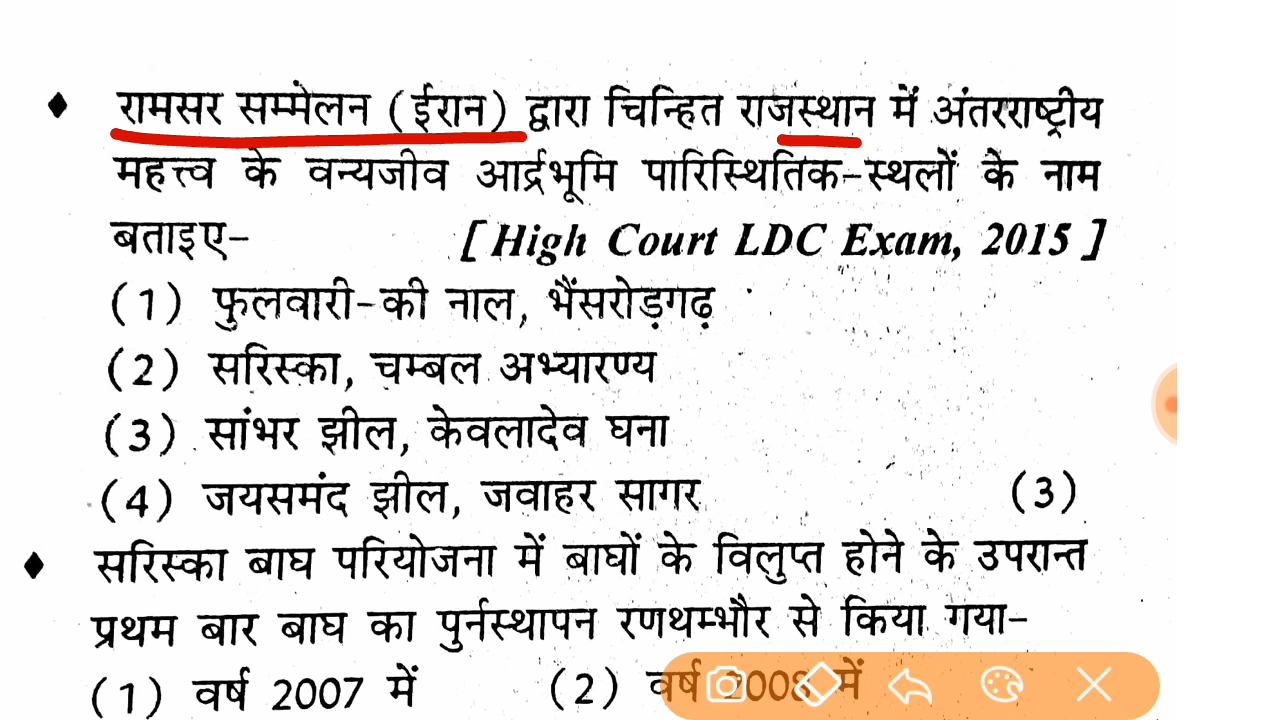 ♦ रामसर सम्मेलन (ईरान) द्वारा चिन्हित राजस्थान में अंतरराष्ट्रीय
महत्त्व के वन्यजीव आर्द्रभूमि पारिस्थितिक-स्थलों के नाम
बताइए- [High Court LDC Exam, 2015]
(1) फुलवारी-की नाल, भैंसरोड़गढ़
(2) सरिस्का, चम्बल अभ्यारण्य
(3) सांभर झील, केवलादेव घना
(4) जयसमंद झील, जवाहर सागर (3)
♦ सरिस्का बाघ परियोजना में बाघों के विलुप्त होने के उपरान्त
प्रथम बार बाघ का पुर्नस्थापन रणथम्भौर से किया गया-
(1) वर्ष 2007 में (2) वर्ष 2008 में